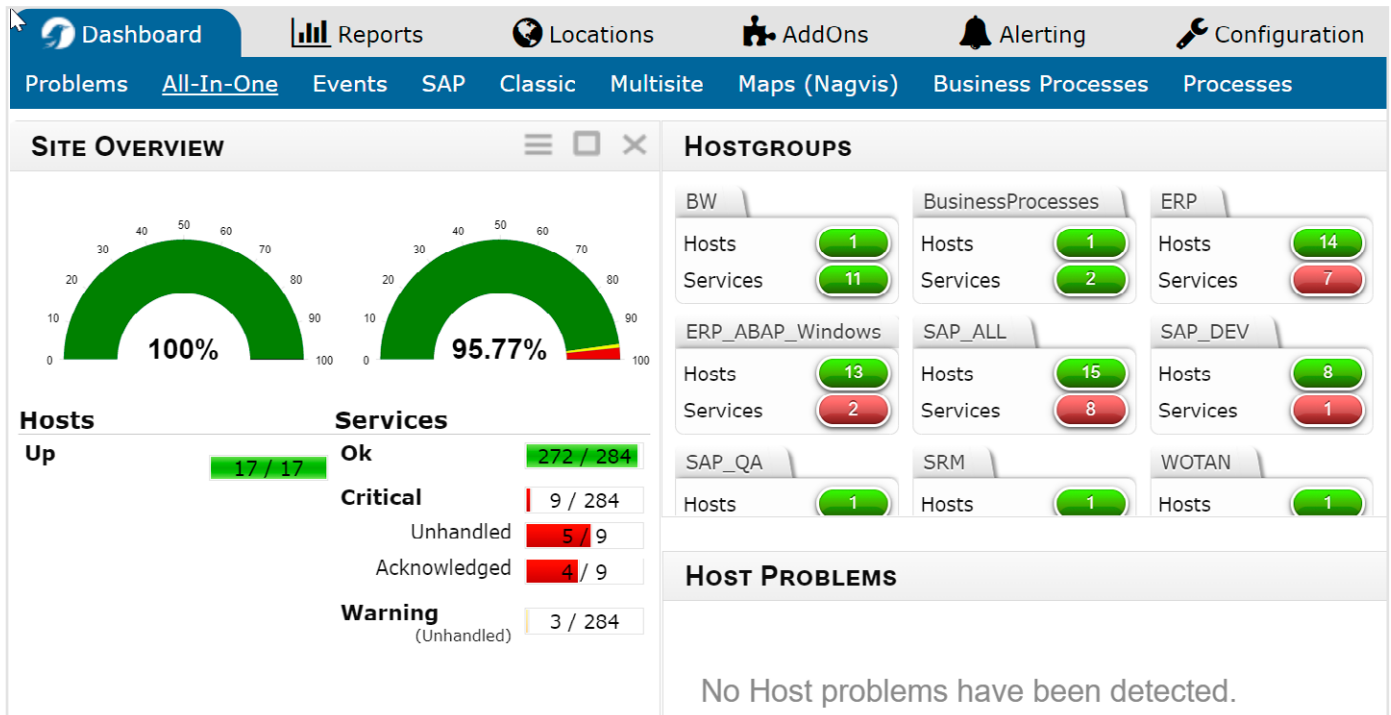 Dashboard Reports Locations AddOns Alerting Configuration
Problems All-In-One Events SAP Classic Multisite Maps (Nagvis) Business Processes Processes
SITE OVERVIEW
0 10 20 30 40 50 60 70 80 90 100
100%
0 10 20 30 40 50 60 70 80 90 100
95.77%
Hosts
Up 17 / 17
Services
Ok 272 / 284
Critical 9 / 284
Unhandled 5 / 9
Acknowledged 4 / 9
Warning 3 / 284
(Unhandled)
HOSTGROUPS
BW
Hosts 1
Services 11
BusinessProcesses
Hosts 1
Services 2
ERP
Hosts 14
Services 7
ERP_ABAP_Windows
Hosts 13
Services 2
SAP_ALL
Hosts 15
Services 8
SAP_DEV
Hosts 8
Services 1
SAP_QA
Hosts 1
SRM
Hosts 1
WOTAN
Hosts 1
HOST PROBLEMS
No Host problems have been detected.